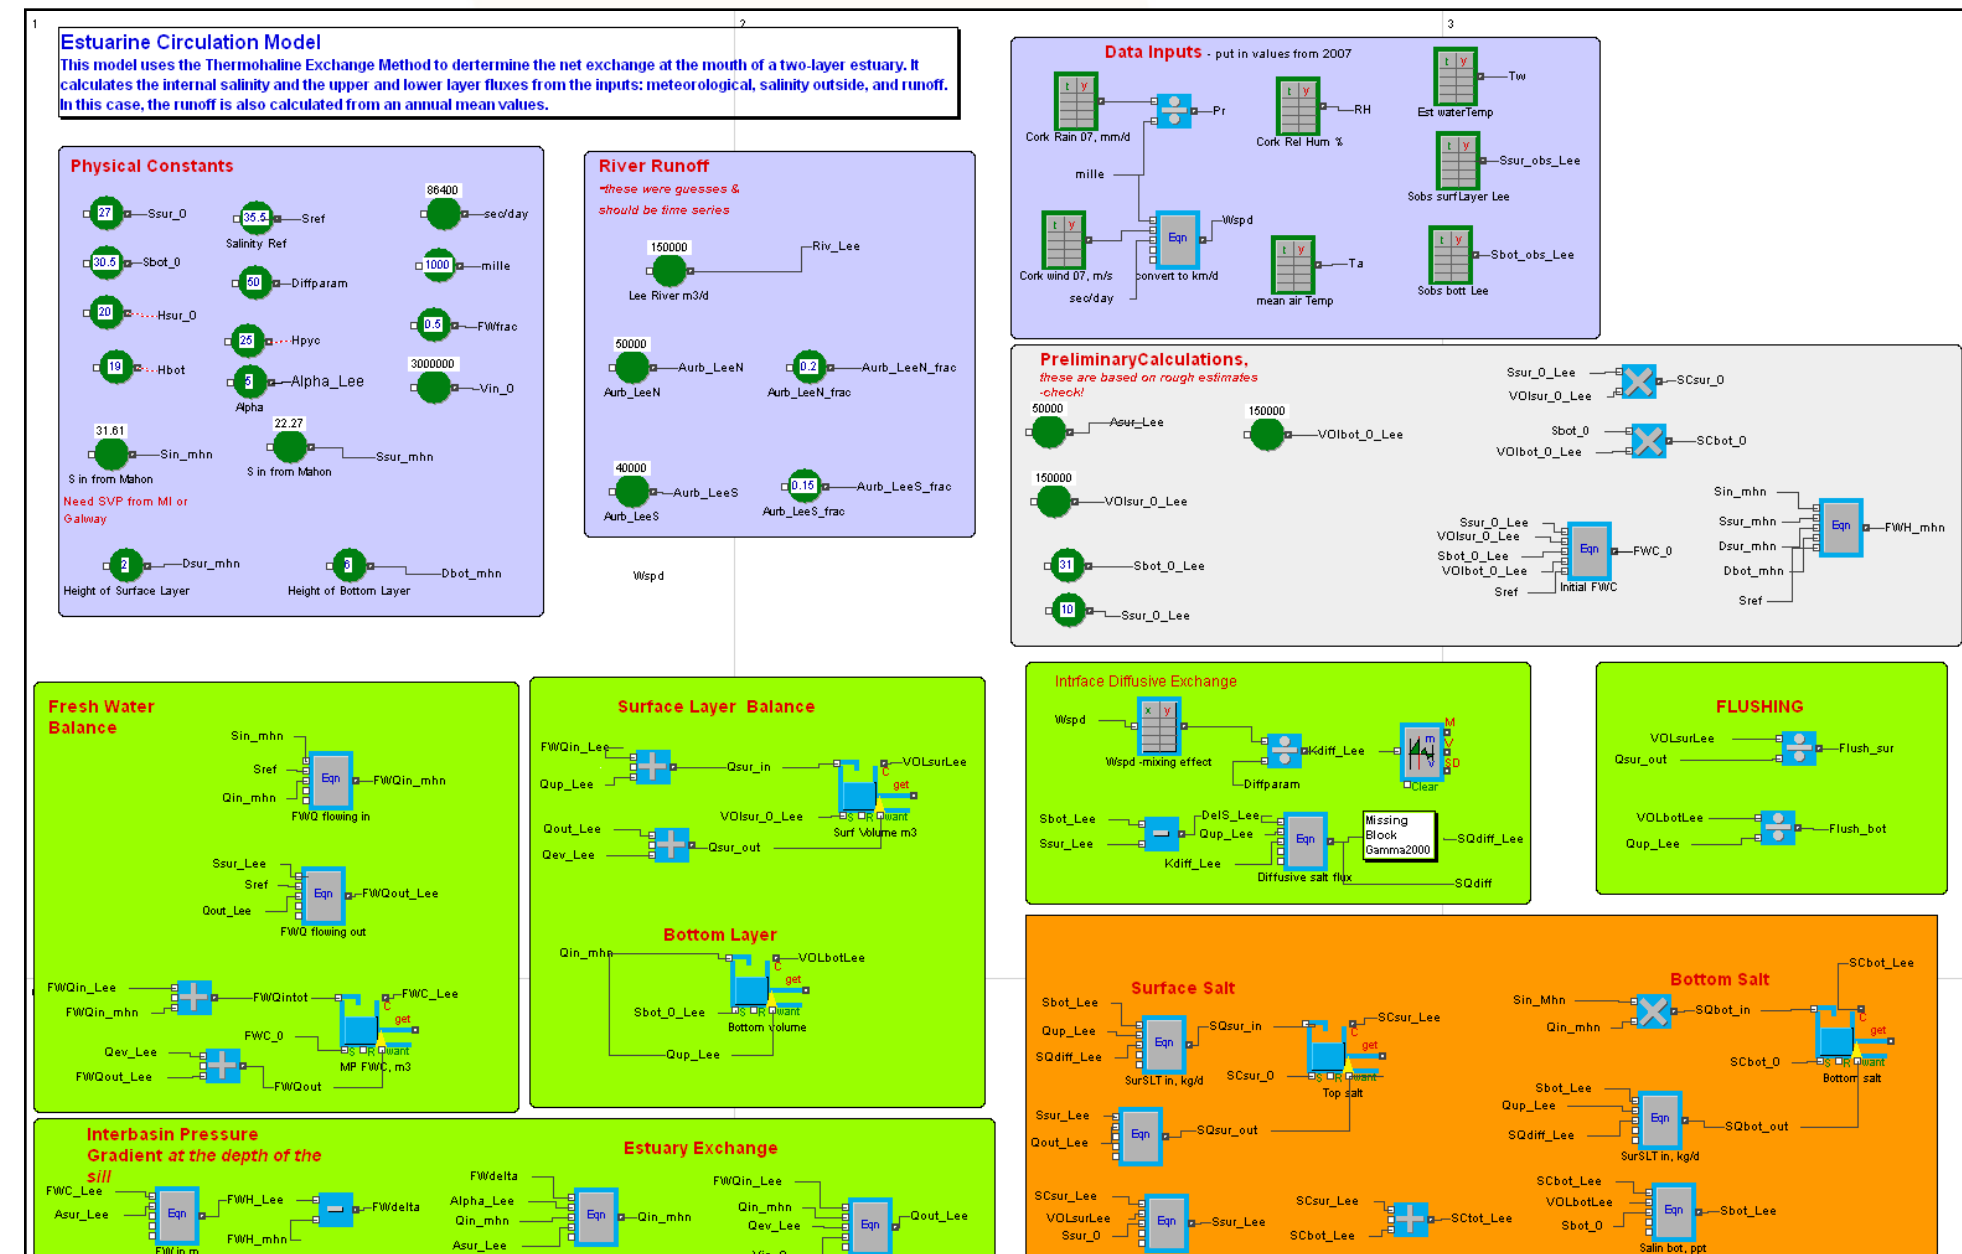 1
2
3
Estuarine Circulation Model
This model uses the Thermohaline Exchange Method to dertermine the net exchange at the mouth of a two-layer estuary. It
calculates the internal salinity and the upper and lower layer fluxes from the inputs: meteorological, salinity outside, and runoff.
In this case, the runoff is also calculated from an annual mean values.
Physical Constants
27
Ssur_0
35.5
Sref
Salinity Ref
86400
sec/day
30.5
Sbot_0
50
Diffparam
1000
mille
20
Hsur_0
25
Hpyc
0.5
FWfrac
19
Hbot
5
Alpha_Lee
Alpha
3000000
Vin_0
31.61
Sin_mhn
S in from Mahon
22.27
Ssur_mhn
S in from Mahon
Need SVP from MI or
Galway
2
Dsur_mhn
Height of Surface Layer
6
Dbot_mhn
Height of Bottom Layer
River Runoff
-these were guesses &
should be time series
150000
Riv_Lee
Lee River m3/d
50000
Aurb_LeeN
Aurb_LeeN
0.2
Aurb_LeeN_frac
Aurb_LeeN_frac
40000
Aurb_LeeS
Aurb_LeeS
0.15
Aurb_LeeS_frac
Aurb_LeeS_frac
Wspd
Data Inputs - put in values from 2007
t y
Cork Rain 07, mm/d
Pr
t y
RH
Cork Rel Hum %
t y
Tw
Est waterTemp
mille
t y
Ssur_obs_Lee
Sobs surfLayer Lee
t y
Cork wind 07, m/s
Eqn
Wspd
convert to km/d
sec/day
t y
Ta
mean air Temp
t y
Sbot_obs_Lee
Sobs bott Lee
PreliminaryCalculations,
these are based on rough estimates
-check!
50000
Asur_Lee
150000
VOlbot_0_Lee
150000
VOlsur_0_Lee
31
Sbot_0_Lee
10
Ssur_0_Lee
Ssur_0_Lee
VOlsur_0_Lee
SCsur_0
Sbot_0
VOlbot_0_Lee
SCbot_0
Ssur_0_Lee
VOlsur_0_Lee
Sbot_0_Lee
VOlbot_0_Lee
Sref
Eqn
FWC_0
Initial FWC
Sin_mhn
Ssur_mhn
Dsur_mhn
Dbot_mhn
Sref
Eqn
FWH_mhn
Fresh Water
Balance
Sin_mhn
Sref
Qin_mhn
Eqn
FWQin_mhn
FWQ flowing in
Ssur_Lee
Sref
Qout_Lee
Eqn
FWQout_Lee
FWQ flowing out
FWQin_Lee
FWQin_mhn
FWQintot
FWC_0
FWC_Lee
C
get
S R want
MP FWC, m3
Qev_Lee
FWQout_Lee
FWQout
Surface Layer Balance
FWQin_Lee
Qup_Lee
Qsur_in
VOLsurLee
C
get
VOlsur_0_Lee
S R want
Surf Volume m3
Qout_Lee
Qev_Lee
Qsur_out
Bottom Layer
Qin_mhn
VOLbotLee
C
get
Sbot_0_Lee
S R want
Bottom volume
Qup_Lee
Intrface Diffusive Exchange
Wspd
x y
Wspd -mixing effect
Diffparam
Kdiff_Lee
m
v
M
V
SD
Clear
Sbot_Lee
Ssur_Lee
DelS_Lee
Qup_Lee
Kdiff_Lee
Eqn
Diffusive salt flux
Missing
Block
Gamma2000
SQdiff_Lee
SQdiff
FLUSHING
VOLsurLee
Qsur_out
Flush_sur
VOLbotLee
Qup_Lee
Flush_bot
Surface Salt
Sbot_Lee
Qup_Lee
SQdiff_Lee
Eqn
SurSLT in, kg/d
SQsur_in
SCsur_0
SCsur_Lee
C
get
S R want
Top salt
Ssur_Lee
Qout_Lee
Eqn
SQsur_out
SCsur_Lee
VOLsurLee
Ssur_0
Eqn
Ssur_Lee
SCsur_Lee
SCbot_Lee
SCtot_Lee
Bottom Salt
Sin_Mhn
Qin_mhn
SQbot_in
SCbot_Lee
C
get
SCbot_0
S R want
Bottom salt
Sbot_Lee
Qup_Lee
SQdiff_Lee
Eqn
SQbot_out
SurSLT in, kg/d
SCbot_Lee
VOLbotLee
Sbot_0
Eqn
Sbot_Lee
Salin bot, ppt
Interbasin Pressure
Gradient at the depth of the
sill
FWC_Lee
Asur_Lee
Eqn
FWH_Lee
FWH_mhn
FWdelta
FW in m
Estuary Exchange
FWdelta
Alpha_Lee
Qin_mhn
Asur_Lee
Eqn
Qin_mhn
FWQin_Lee
Qin_mhn
Qev_Lee
Eqn
Qout_Lee